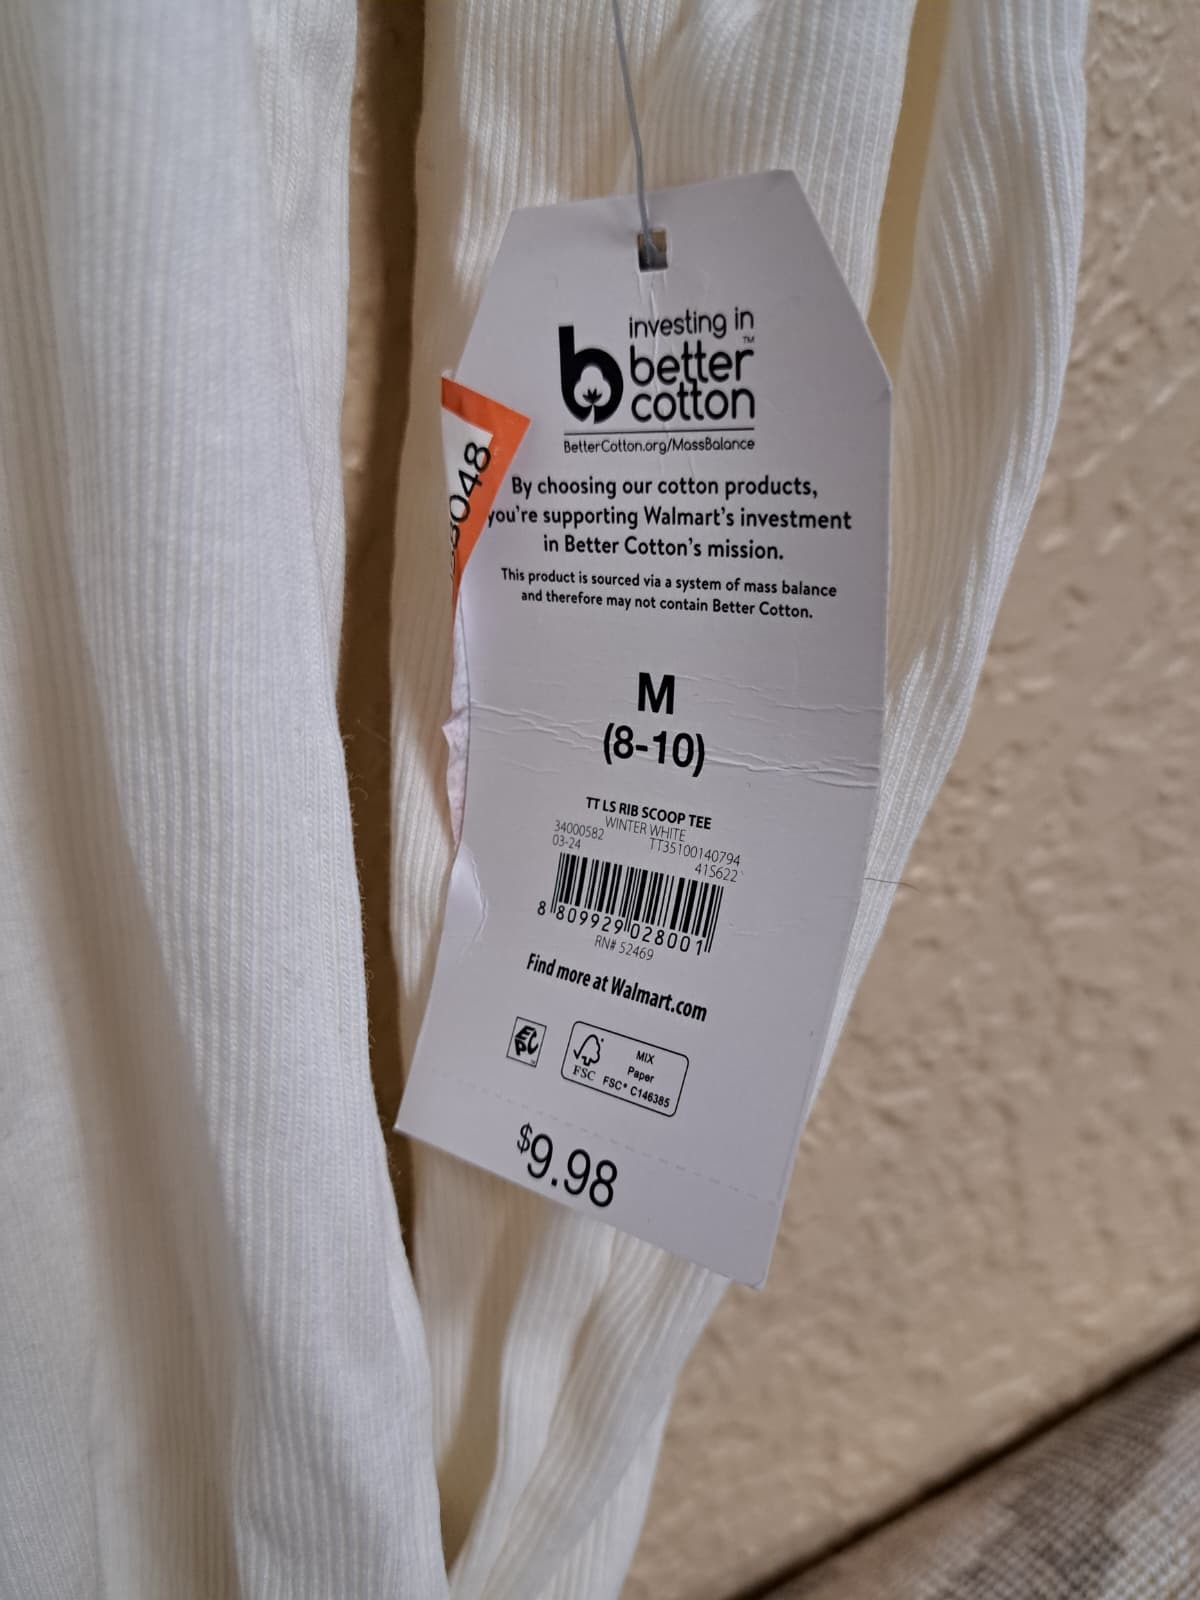 investing in
better™
cotton
BetterCotton.org/MassBalance
8048
By choosing our cotton products,
you're supporting Walmart's investment
in Better Cotton's mission.
This product is sourced via a system of mass balance
and therefore may not contain Better Cotton.
M
(8-10)
TT LS RIB SCOOP TEE
WINTER WHITE
34000582 TT35100140794
03-24 41S622
8 809929 028001
RN# 52469
Find more at Walmart.com
EPC
FSC
MIX
Paper
FSC® C146385
$9.98